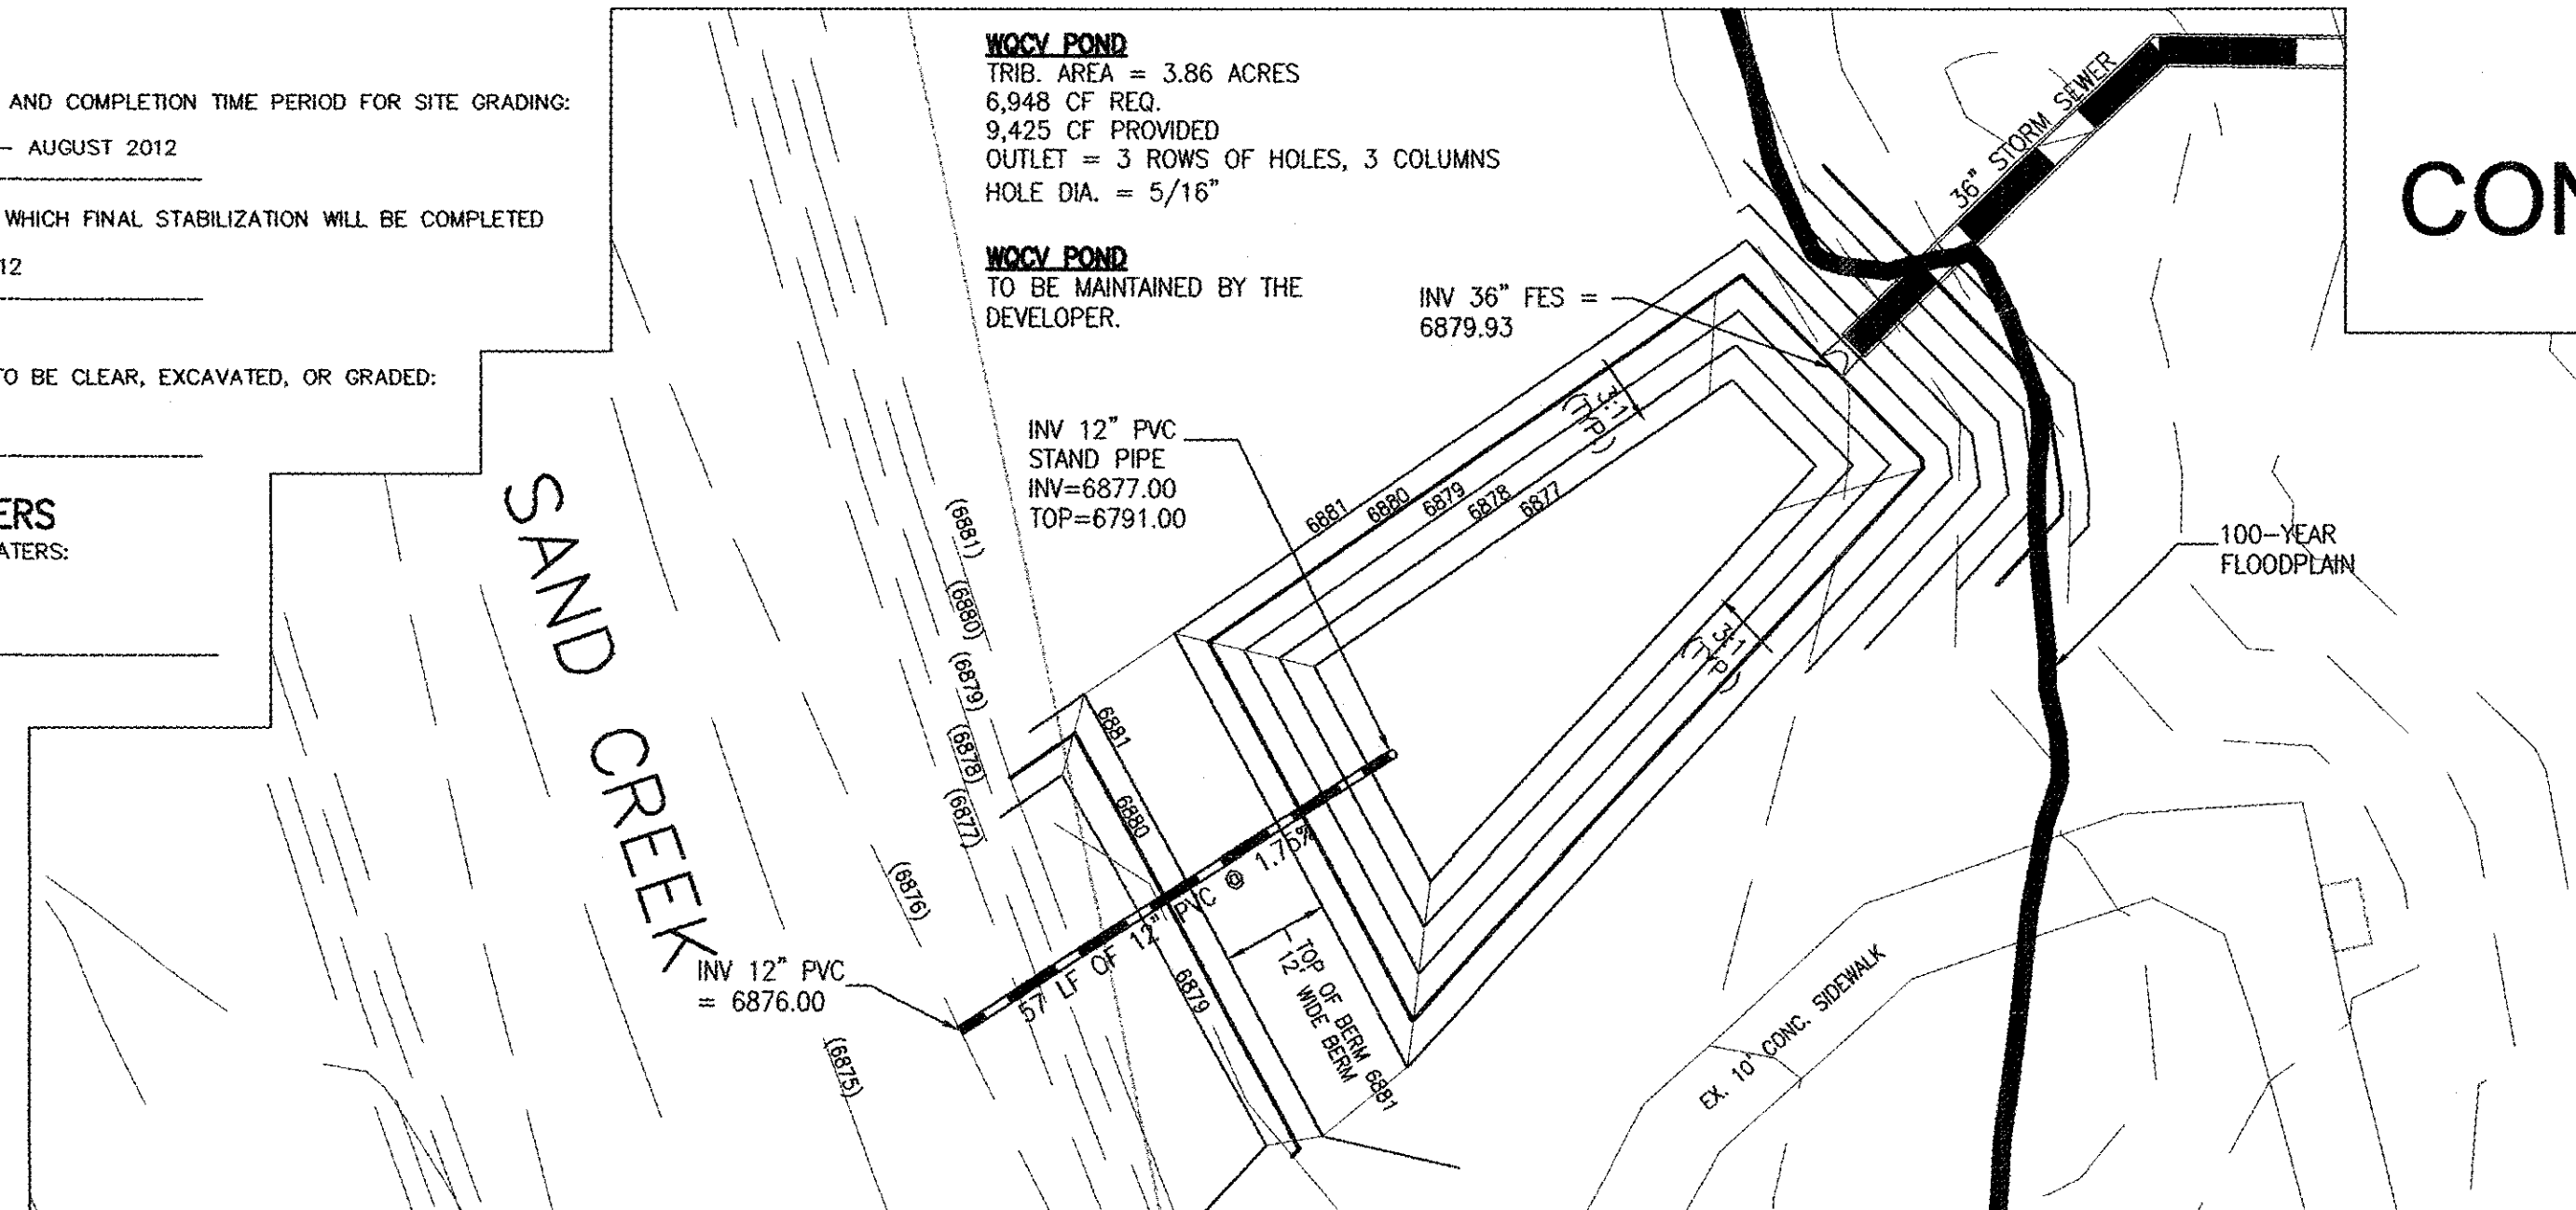 AND COMPLETION TIME PERIOD FOR SITE GRADING:
- AUGUST 2012
WHICH FINAL STABILIZATION WILL BE COMPLETED
12
TO BE CLEAR, EXCAVATED, OR GRADED:
ERS
ATERS:
WQCV POND
TRIB. AREA = 3.86 ACRES
6,948 CF REQ.
9,425 CF PROVIDED
OUTLET = 3 ROWS OF HOLES, 3 COLUMNS
HOLE DIA. = 5/16"
WQCV POND
TO BE MAINTAINED BY THE
DEVELOPER.
INV 36" FES =
6879.93
36" STORM SEWER
CON
INV 12" PVC
STAND PIPE
INV=6877.00
TOP=6791.00
3:1
(TYP.)
6881
6880
6879
6878
6877
100-YEAR
FLOODPLAIN
SAND CREEK
(6881)
(6880)
(6879)
(6878)
(6877)
(6876)
(6875)
6881
6880
6879
3:1
(TYP.)
57 LF OF 12" PVC @ 1.75%
INV 12" PVC
= 6876.00
TOP OF BERM 6881
12' WIDE BERM
EX. 10' CONC. SIDEWALK